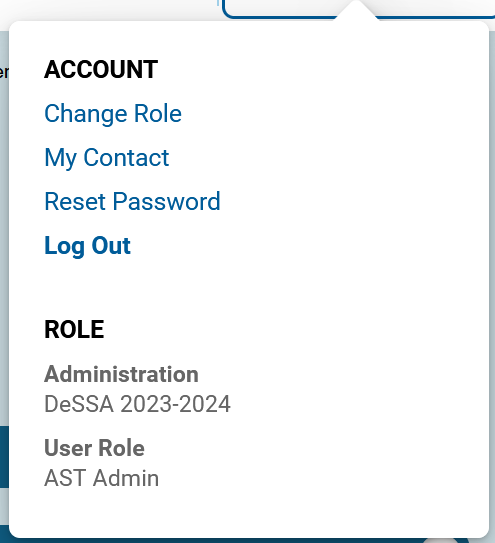 ACCOUNT
Change Role
My Contact
Reset Password
Log Out
ROLE
Administration
DeSSA 2023-2024
User Role
AST Admin